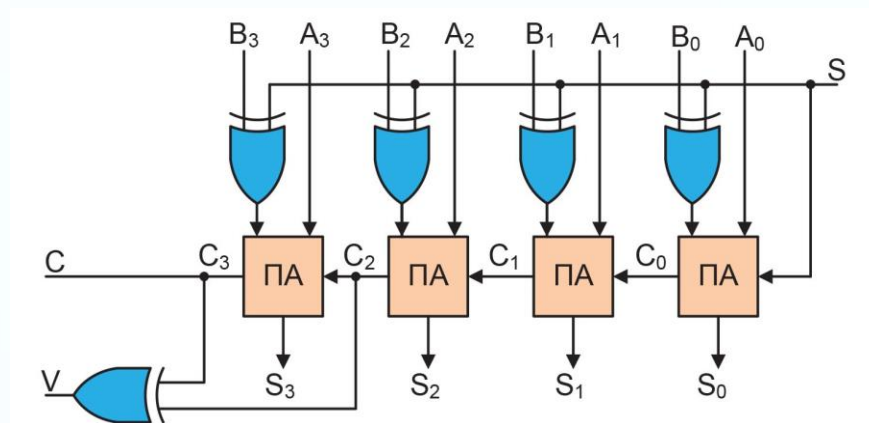 B₃ A₃ B₂ A₂ B₁ A₁ B₀ A₀
S
C C₃ ПА C₂ ПА C₁ ПА C₀ ПА
V S₃ S₂ S₁ S₀